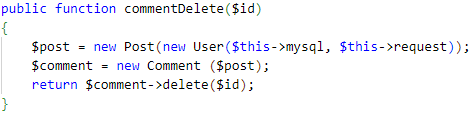 public function commentDelete($id)
{
    $post = new Post(new User($this->mysql, $this->request));
    $comment = new Comment ($post);
    return $comment->delete($id);
}